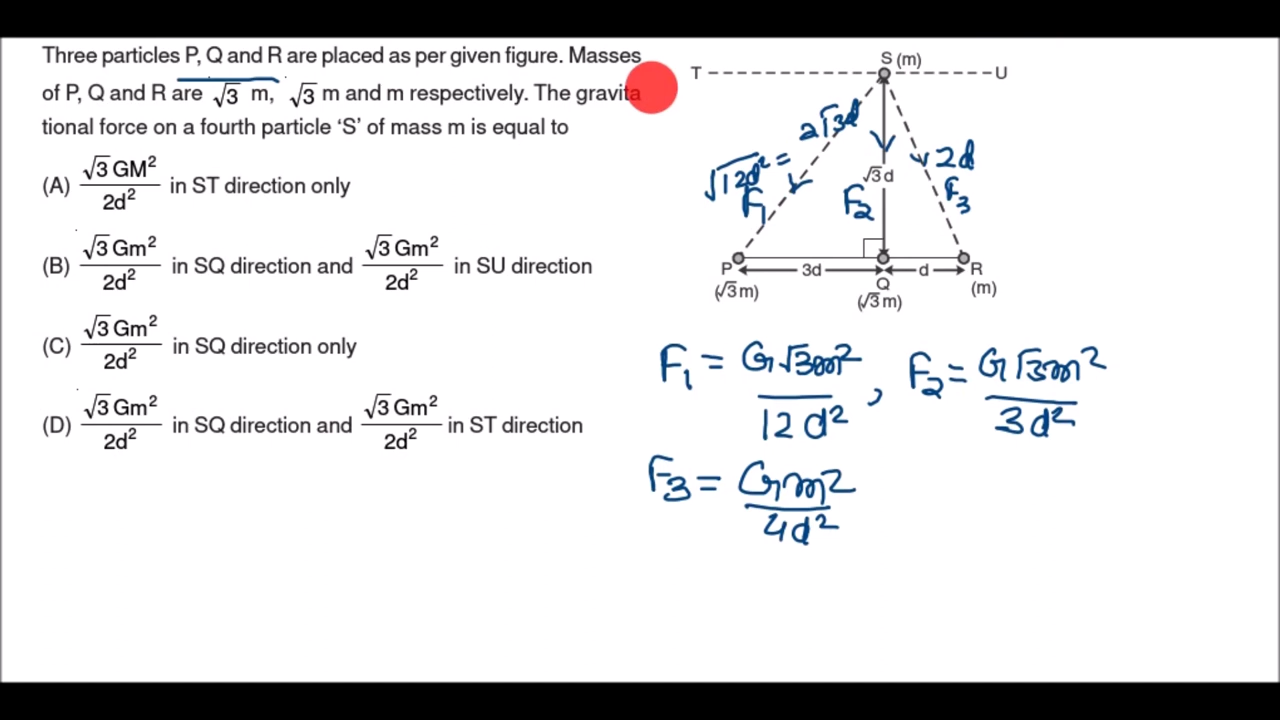 Three particles P, Q and R are placed as per given figure. Masses
of P, Q and R are √3 m, √3 m and m respectively. The gravita
tional force on a fourth particle ‘S’ of mass m is equal to
(A) √3 GM²/2d² in ST direction only
(B) √3 Gm²/2d² in SQ direction and √3 Gm²/2d² in SU direction
(C) √3 Gm²/2d² in SQ direction only
(D) √3 Gm²/2d² in SQ direction and √3 Gm²/2d² in ST direction
S (m)
T
U
2√3d
√12d² =
2d
√3 d
F₁
F₂
F₃
P
3d
d
R
(√3 m)
Q
(m)
(√3 m)
F₁ = G√3m²/12d² , F₂ = G√3m²/3d²
F₃ = Gm²/4d²